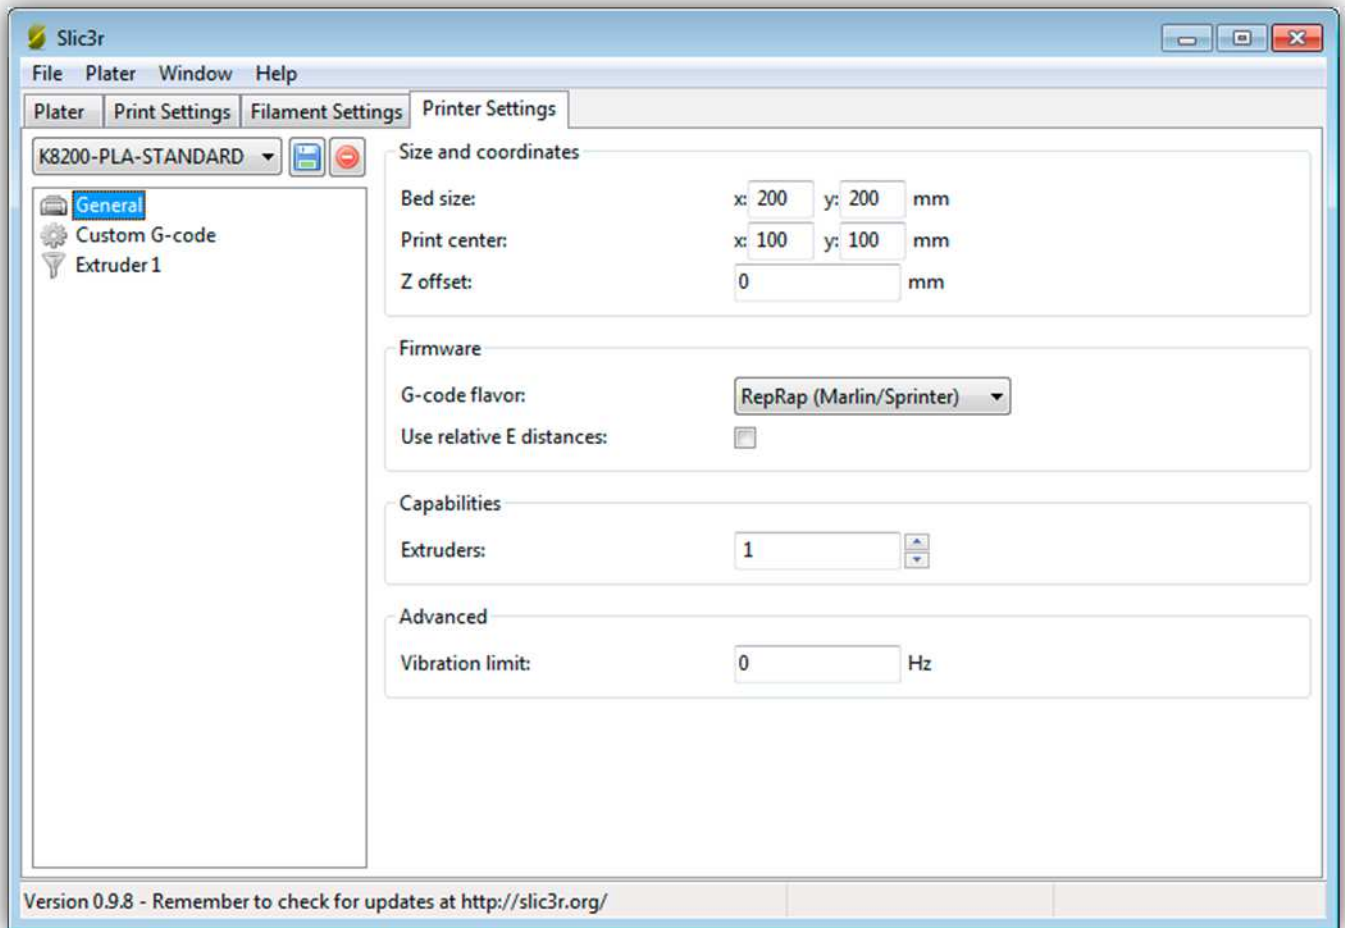 Slic3r
File Plater Window Help
Plater Print Settings Filament Settings Printer Settings
K8200-PLA-STANDARD
General
Custom G-code
Extruder 1
Size and coordinates
Bed size: x: 200 y: 200 mm
Print center: x: 100 y: 100 mm
Z offset: 0 mm
Firmware
G-code flavor: RepRap (Marlin/Sprinter)
Use relative E distances:
Capabilities
Extruders: 1
Advanced
Vibration limit: 0 Hz
Version 0.9.8 - Remember to check for updates at http://slic3r.org/